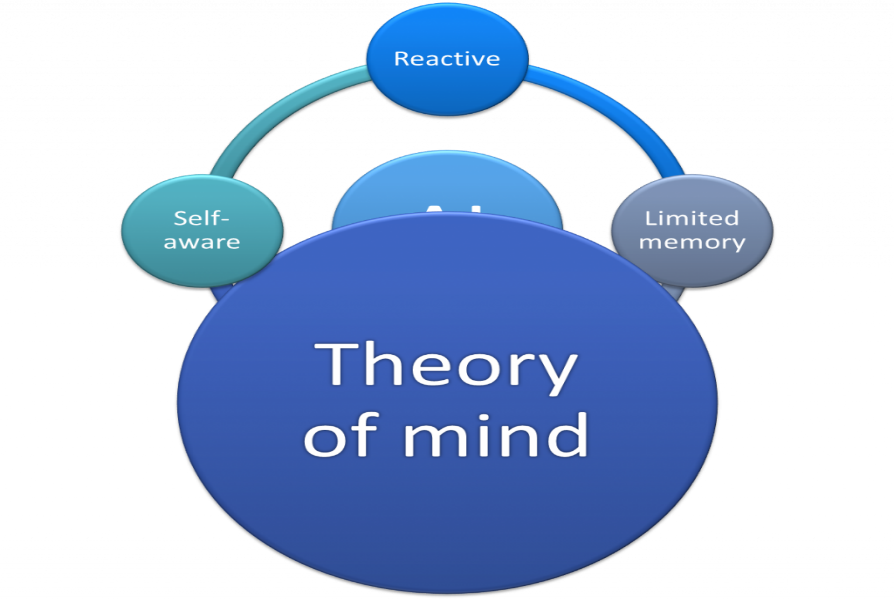 Reactive
Self-
aware
Limited
memory
Theory
of mind